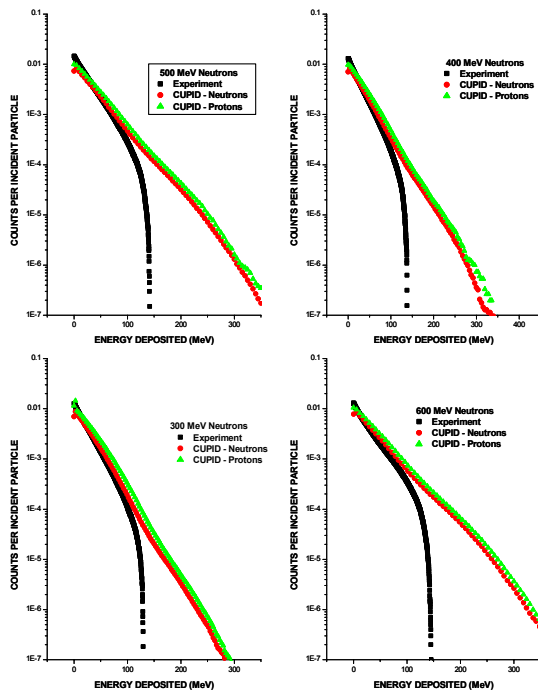 500 MeV Neutrons
Experiment
CUPID - Neutrons
CUPID - Protons
COUNTS PER INCIDENT PARTICLE
0.1
0.01
1E-3
1E-4
1E-5
1E-6
1E-7
0 100 200 300
ENERGY DEPOSITED (MeV)
400 MeV Neutrons
Experiment
CUPID - Neutrons
CUPID - Protons
COUNTS PER INCIDENT PARTICLE
0.1
0.01
1E-3
1E-4
1E-5
1E-6
1E-7
0 100 200 300 400
ENERGY DEPOSITED (MeV)
300 MeV Neutrons
Experiment
CUPID - Neutrons
CUPID - Protons
COUNTS PER INCIDENT PARTICLE
0.1
0.01
1E-3
1E-4
1E-5
1E-6
1E-7
0 100 200 300
ENERGY DEPOSITED (MeV)
600 MeV Neutrons
Experiment
CUPID - Neutrons
CUPID - Protons
COUNTS PER INCIDENT PARTICLE
0.1
0.01
1E-3
1E-4
1E-5
1E-6
1E-7
0 100 200 300
ENERGY DEPOSITED (MeV)